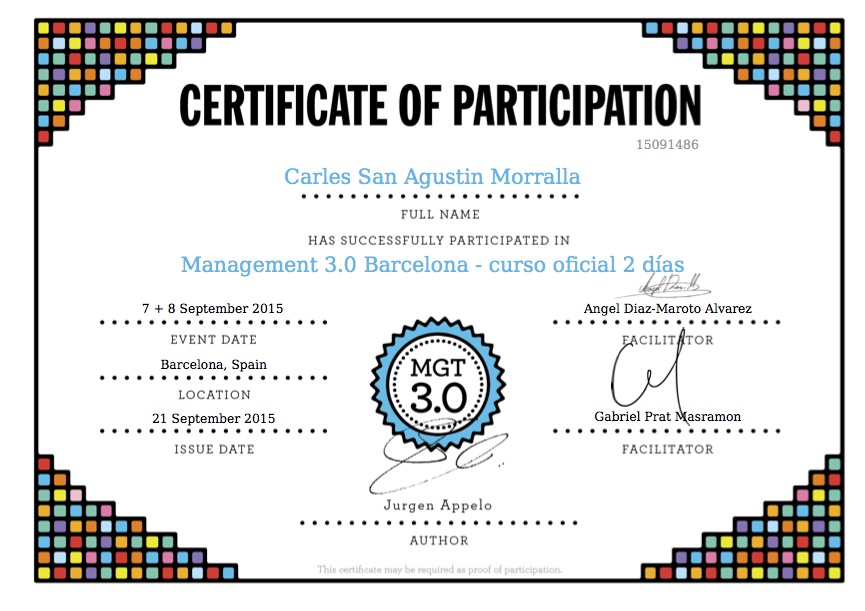 CERTIFICATE OF PARTICIPATION
15091486
Carles San Agustin Morralla
FULL NAME
HAS SUCCESSFULLY PARTICIPATED IN
Management 3.0 Barcelona - curso oficial 2 días
7 + 8 September 2015
EVENT DATE
Barcelona, Spain
LOCATION
21 September 2015
ISSUE DATE
MGT
3.0
Angel Diaz-Maroto Alvarez
FACILITATOR
Gabriel Prat Masramon
FACILITATOR
Jurgen Appelo
AUTHOR
This certificate may be required as proof of participation.